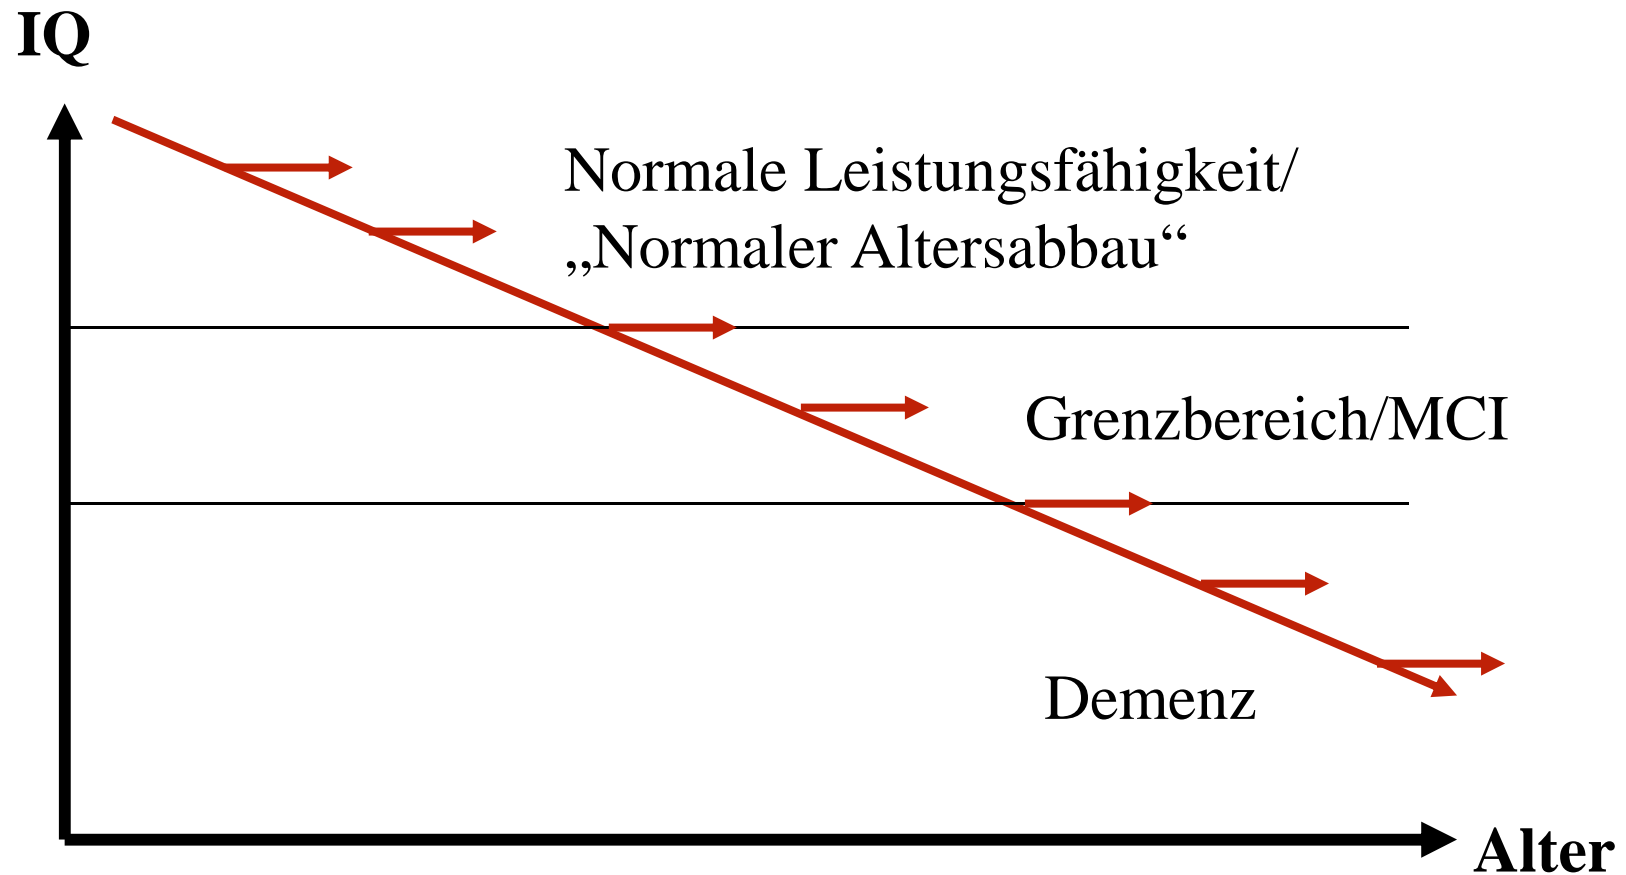 IQ
Normale Leistungsfähigkeit/
„Normaler Altersabbau“
Grenzbereich/MCI
Demenz
Alter